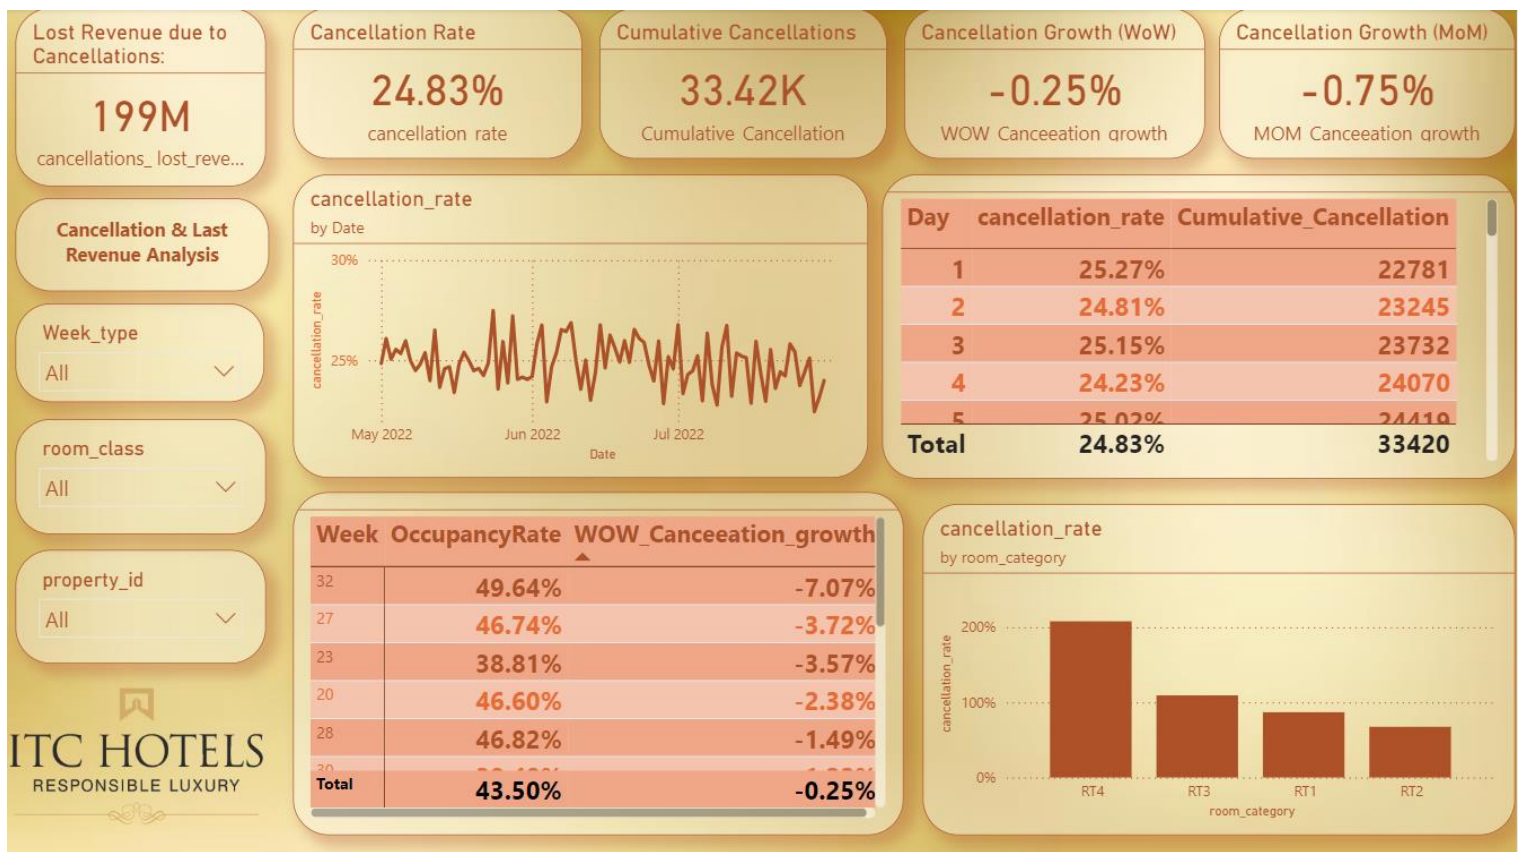 Lost Revenue due to
Cancellations:
199M
cancellations_ lost_reve...
Cancellation Rate
24.83%
cancellation rate
Cumulative Cancellations
33.42K
Cumulative Cancellation
Cancellation Growth (WoW)
-0.25%
WOW Canceeation growth
Cancellation Growth (MoM)
-0.75%
MOM Canceeation growth
Cancellation & Last
Revenue Analysis
Week_type
All
room_class
All
property_id
All
ITC HOTELS
RESPONSIBLE LUXURY
cancellation_rate
by Date
cancellation_rate
30%
25%
May 2022 Jun 2022 Jul 2022
Date
Day cancellation_rate Cumulative_Cancellation
1 25.27% 22781
2 24.81% 23245
3 25.15% 23732
4 24.23% 24070
5 25.02% 24419
Total 24.83% 33420
Week OccupancyRate WOW_Canceeation_growth
32 49.64% -7.07%
27 46.74% -3.72%
23 38.81% -3.57%
20 46.60% -2.38%
28 46.82% -1.49%
Total 43.50% -0.25%
cancellation_rate
by room_category
cancellation_rate
200%
100%
0%
RT4 RT3 RT1 RT2
room_category